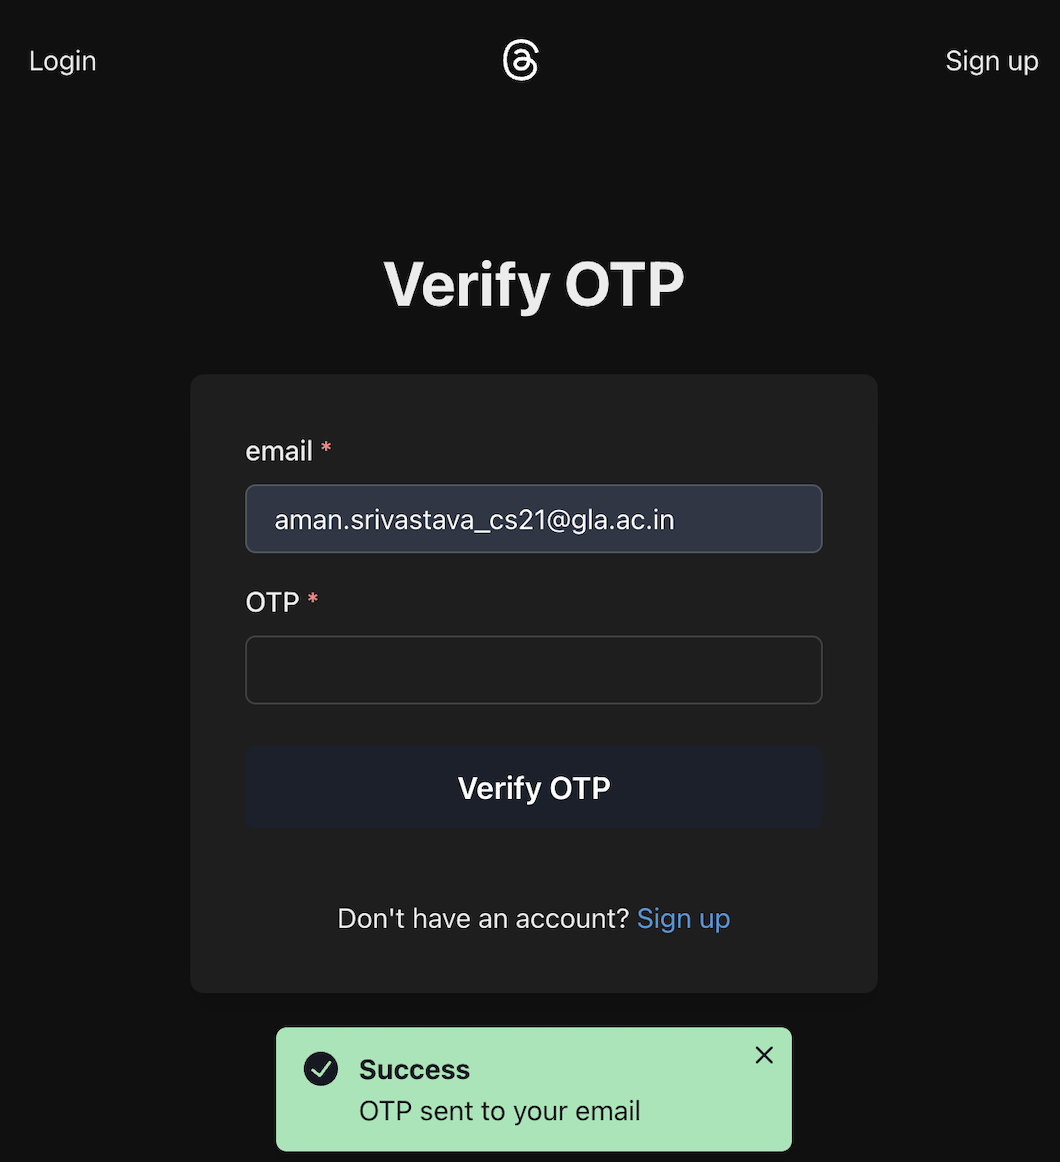 Login
Sign up
Verify OTP
email *
aman.srivastava_cs21@gla.ac.in
OTP *
Verify OTP
Don't have an account? Sign up
Success
OTP sent to your email